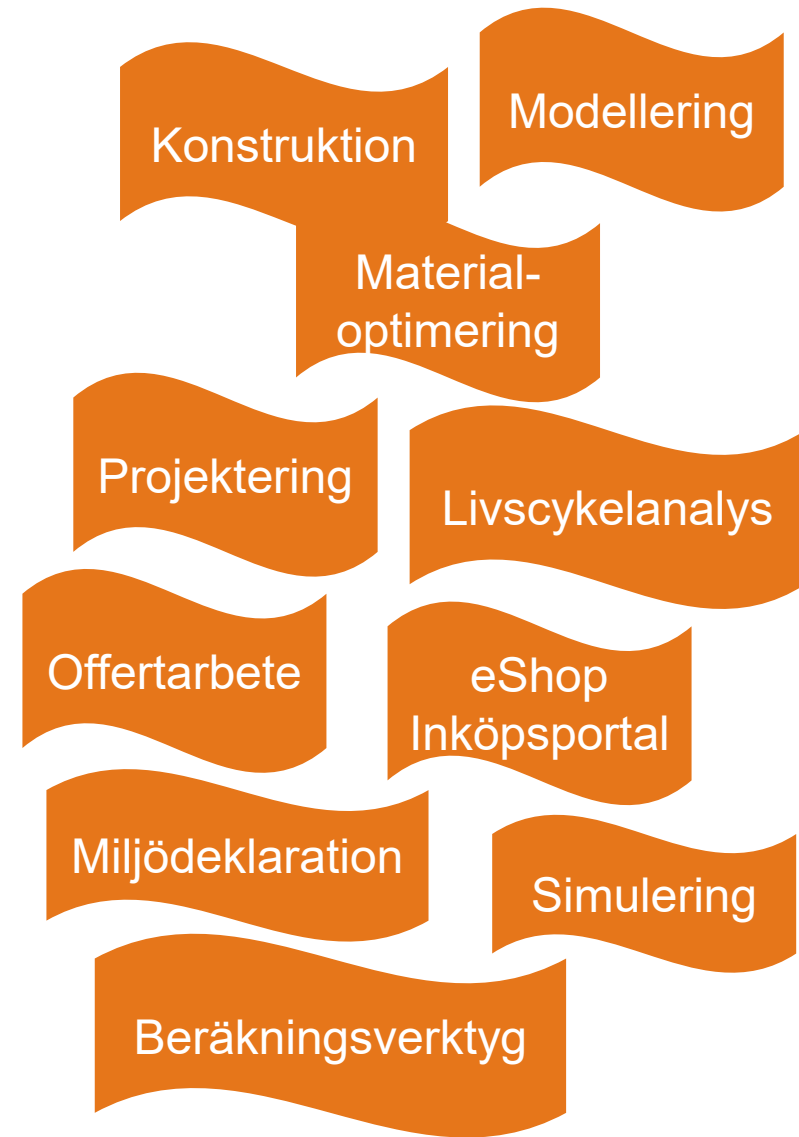 Konstruktion
Modellering
Material-
optimering
Projektering
Livscykelanalys
Offertarbete
eShop
Inköpsportal
Miljödeklaration
Simulering
Beräkningsverktyg